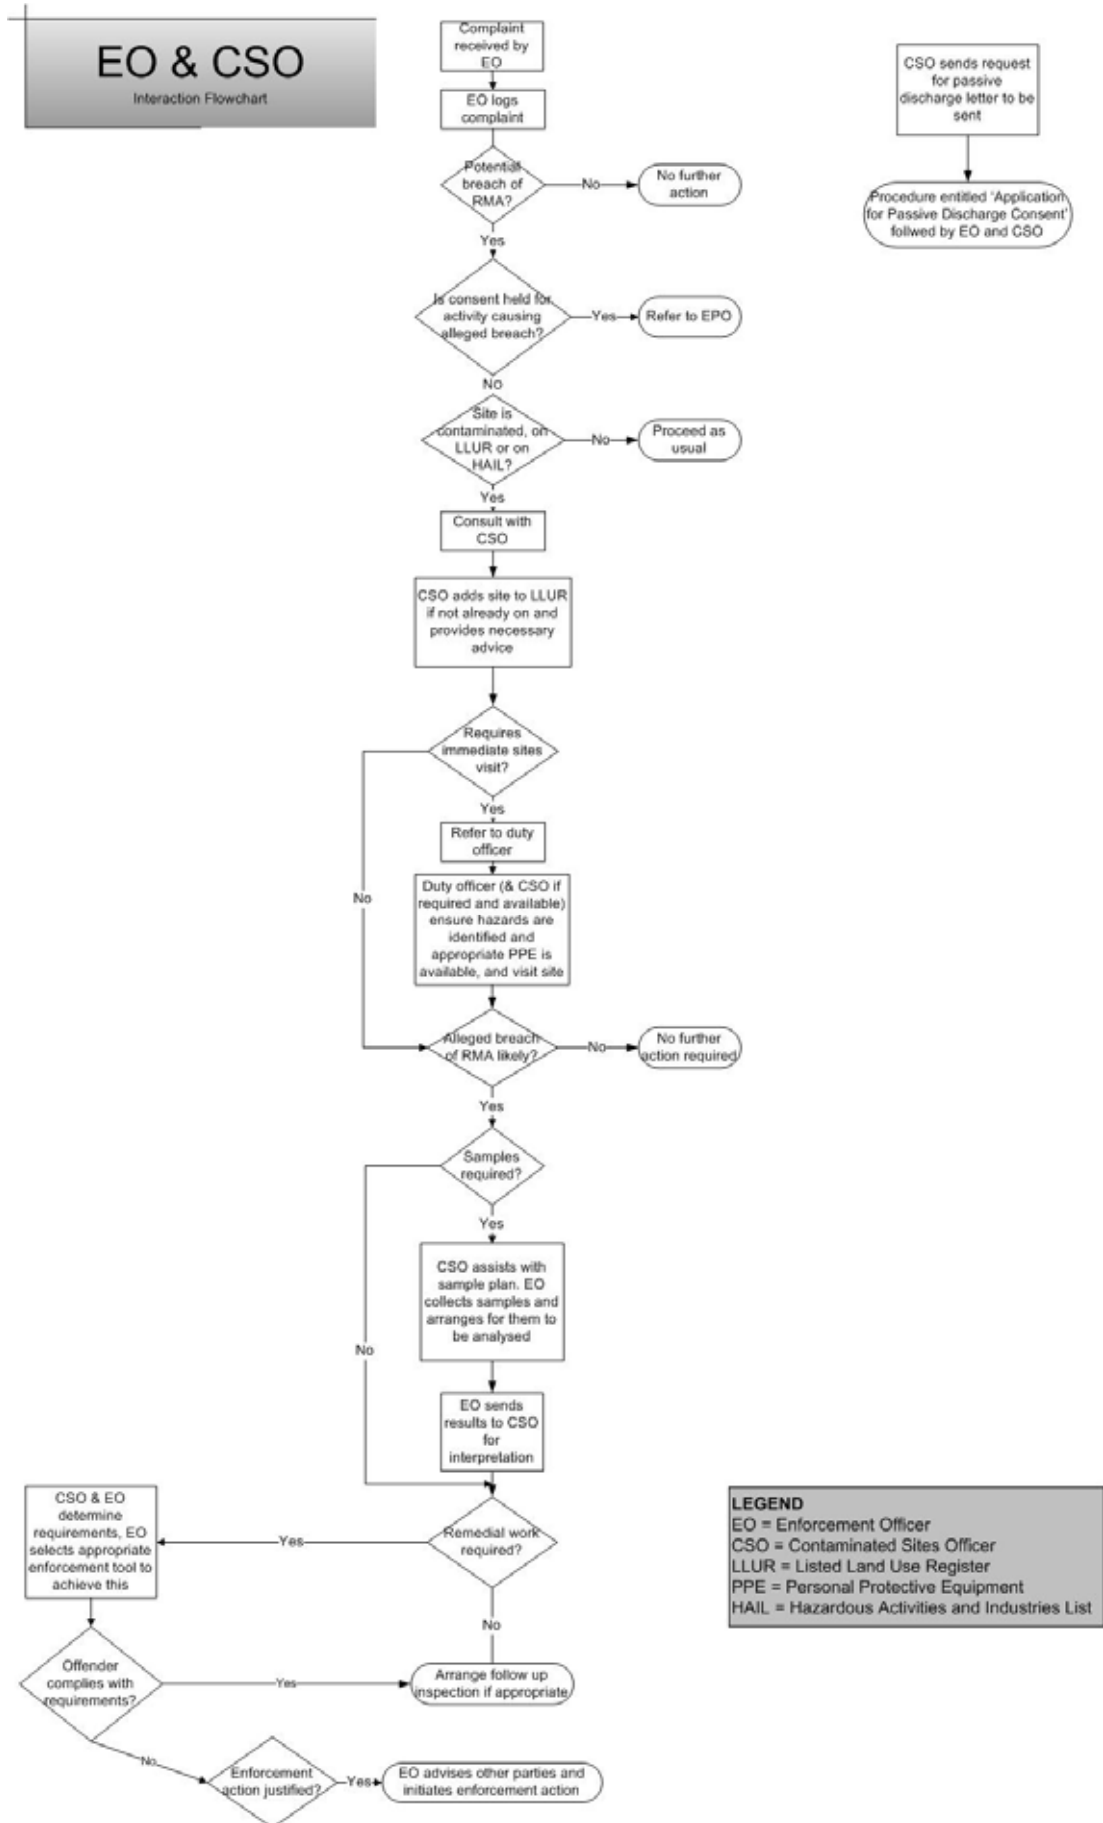 EO & CSO
Interaction Flowchart
Complaint
received by
EO
CSO sends request
for passive
discharge letter to be
sent
EO logs
complaint
Potential
breach of
RMA?
No
No further
action
Procedure entitled 'Application
for Passive Discharge Consent'
follwed by EO and CSO
Yes
Is consent held for
activity causing
alleged breach?
Yes
Refer to EPO
No
Site is
contaminated, on
LLUR or on
HAIL?
No
Proceed as
usual
Yes
Consult with
CSO
CSO adds site to LLUR
if not already on and
provides necessary
advice
Requires
immediate sites
visit?
Yes
Refer to duty
officer
No
Duty officer (& CSO if
required and available)
ensure hazards are
identified and
appropriate PPE is
available, and visit site
Alleged breach
of RMA likely?
No
No further
action required
Yes
Samples
required?
Yes
CSO assists with
sample plan. EO
collects samples and
arranges for them to
be analysed
No
EO sends
results to CSO
for
interpretation
CSO & EO
determine
requirements, EO
selects appropriate
enforcement tool to
achieve this
Yes
Remedial work
required?
No
Offender
complies with
requirements?
Yes
Arrange follow up
inspection if appropriate
No
Enforcement
action justified?
Yes
EO advises other parties and
initiates enforcement action
LEGEND
EO = Enforcement Officer
CSO = Contaminated Sites Officer
LLUR = Listed Land Use Register
PPE = Personal Protective Equipment
HAIL = Hazardous Activities and Industries List